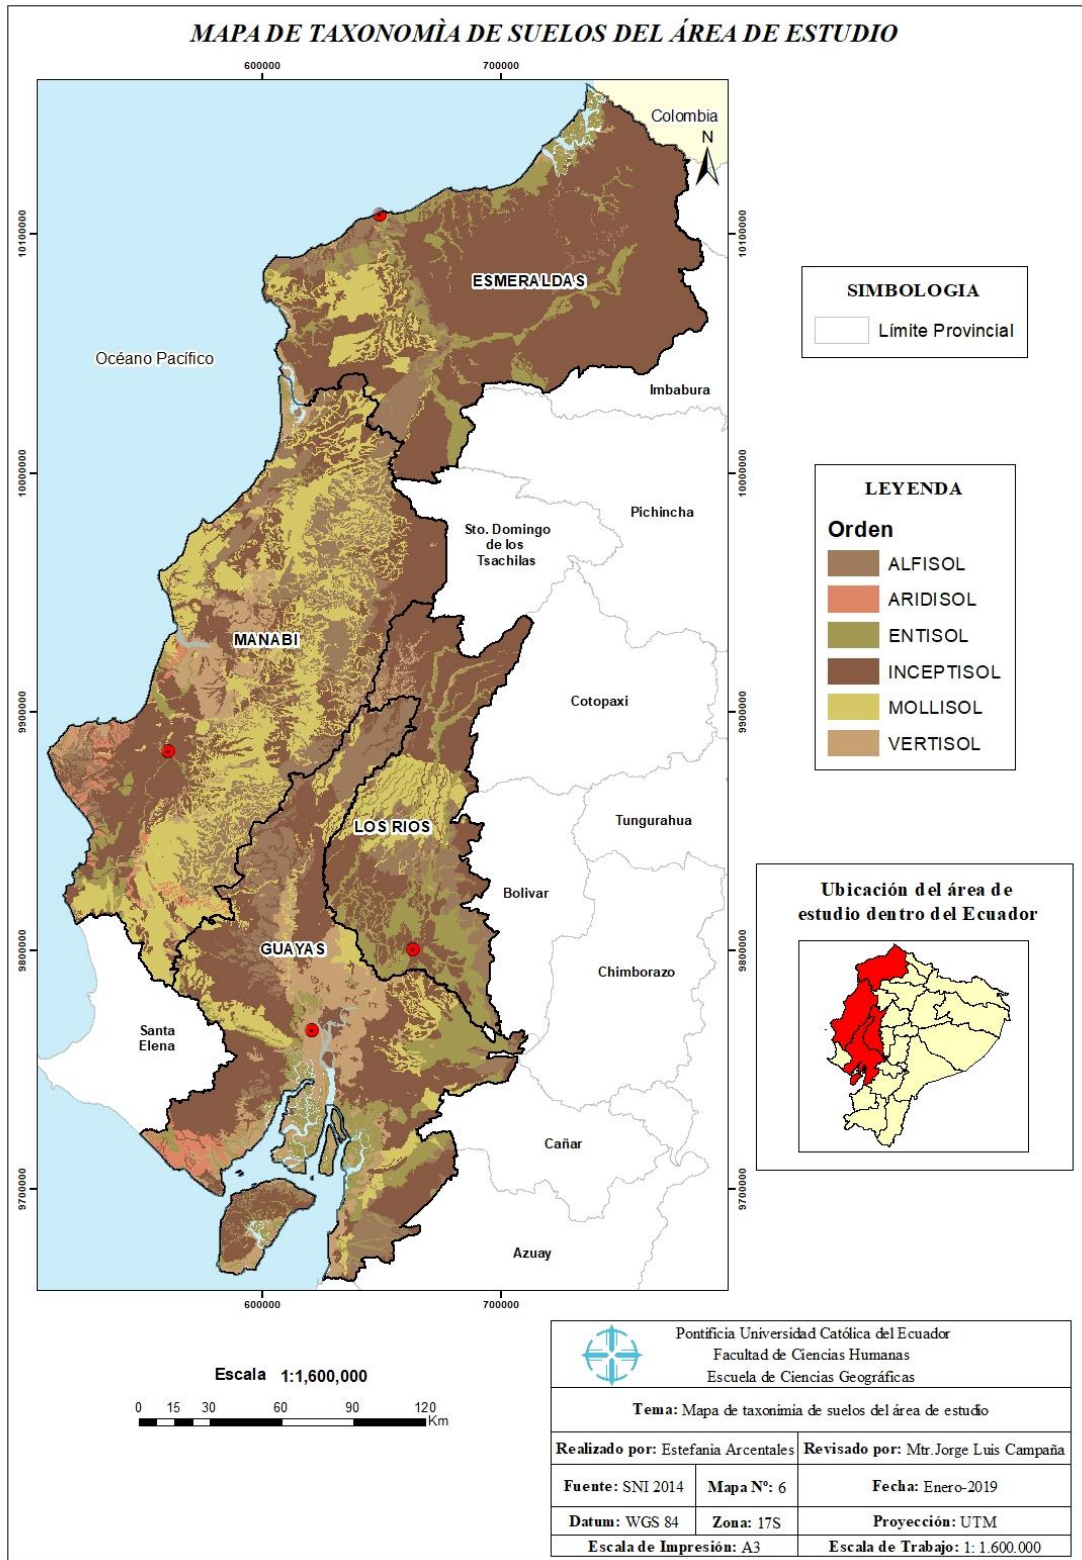 MAPA DE TAXONOMÌA DE SUELOS DEL ÁREA DE ESTUDIO
600000
700000
Colombia
N
10100000
10100000
ESMERALDAS
SIMBOLOGIA
Límite Provincial
Océano Pacífico
Imbabura
10000000
10000000
Pichincha
Sto. Domingo
de los
Tsachilas
LEYENDA
Orden
ALFISOL
ARIDISOL
ENTISOL
INCEPTISOL
MOLLISOL
VERTISOL
MANABI
Cotopaxi
9900000
9900000
LOS RIOS
Tungurahua
Bolivar
Ubicación del área de
estudio dentro del Ecuador
GUAYAS
9800000
9800000
Chimborazo
Santa
Elena
Cañar
9700000
9700000
Azuay
600000
700000
Escala 1:1,600,000
0 15 30 60 90 120
Km
Pontificia Universidad Católica del Ecuador
Facultad de Ciencias Humanas
Escuela de Ciencias Geográficas
Tema: Mapa de taxonimia de suelos del área de estudio
Realizado por: Estefania Arcentales
Revisado por: Mtr.Jorge Luis Campaña
Fuente: SNI 2014
Mapa Nº: 6
Fecha: Enero-2019
Datum: WGS 84
Zona: 17S
Proyección: UTM
Escala de Impresión: A3
Escala de Trabajo: 1: 1.600.000